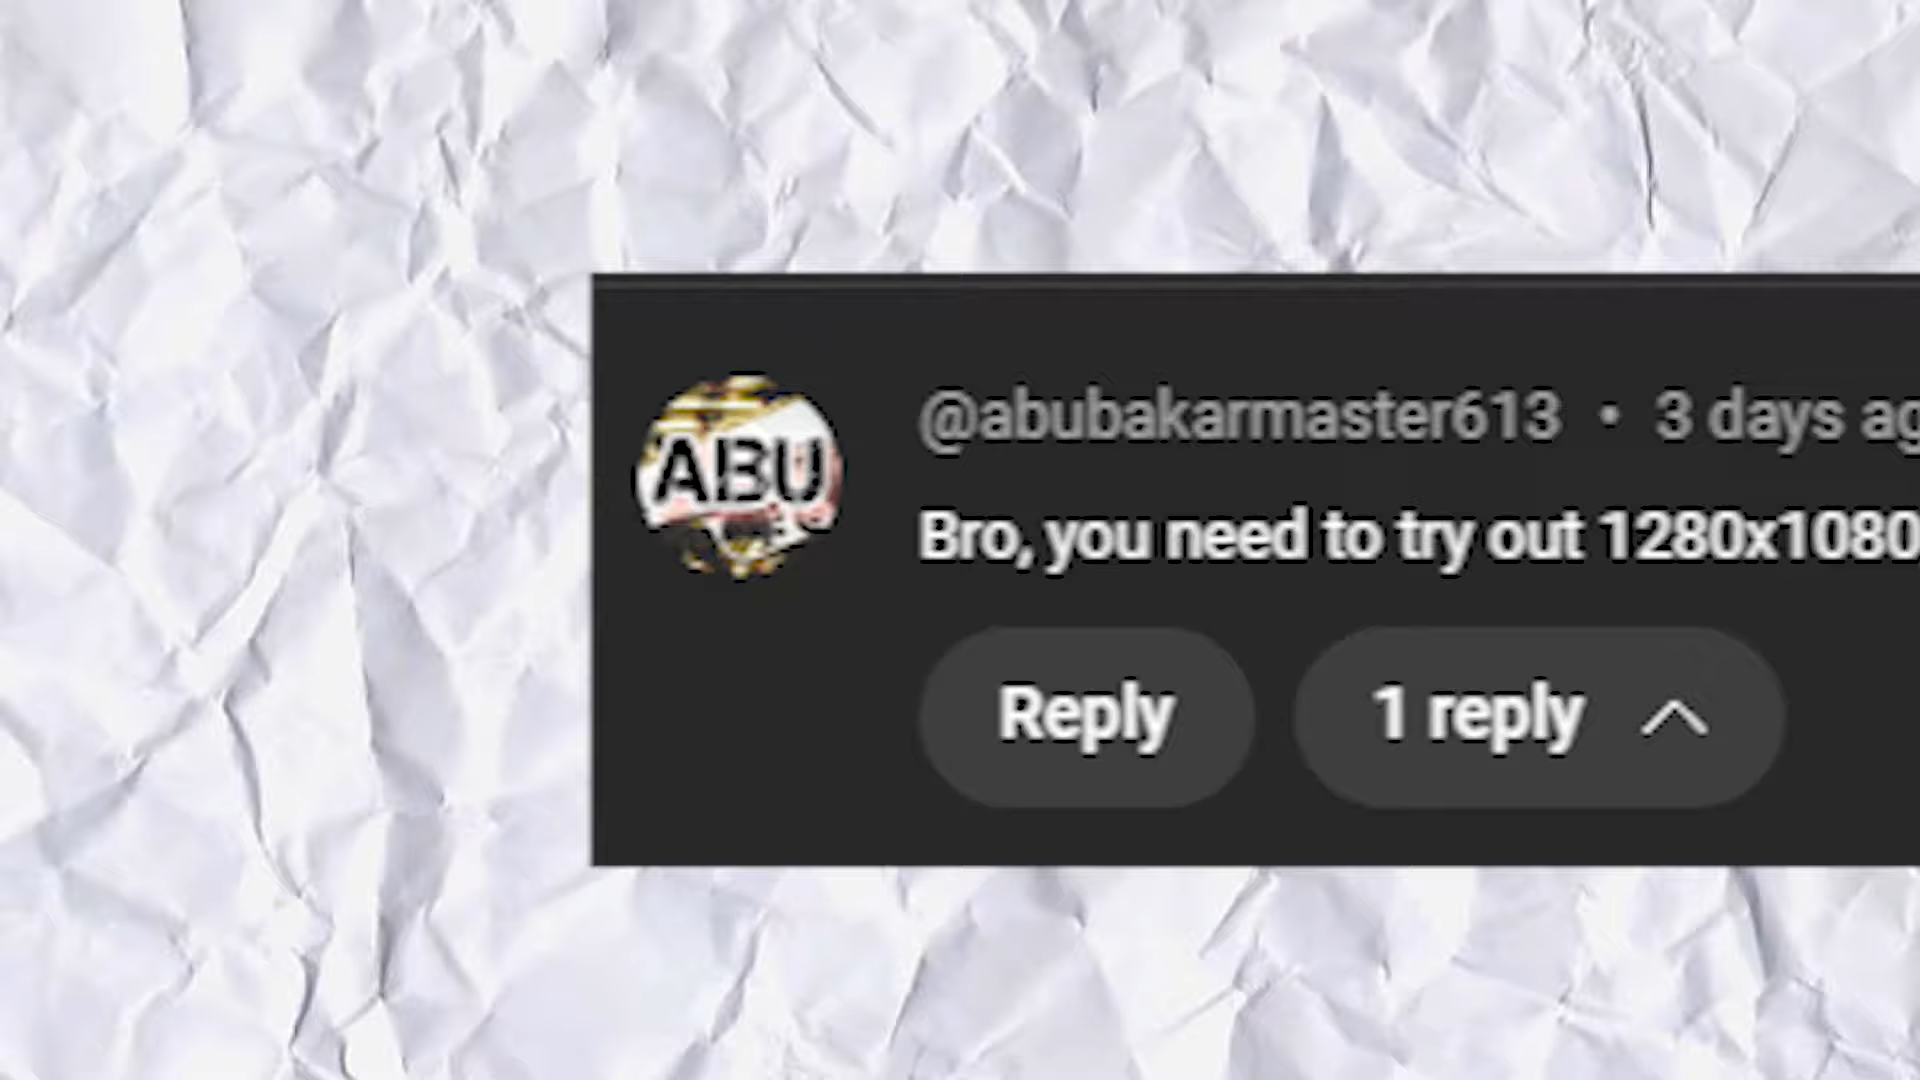 ABU
@abubakarmaster613 • 3 days ag
Bro, you need to try out 1280x1080
Reply
1 reply